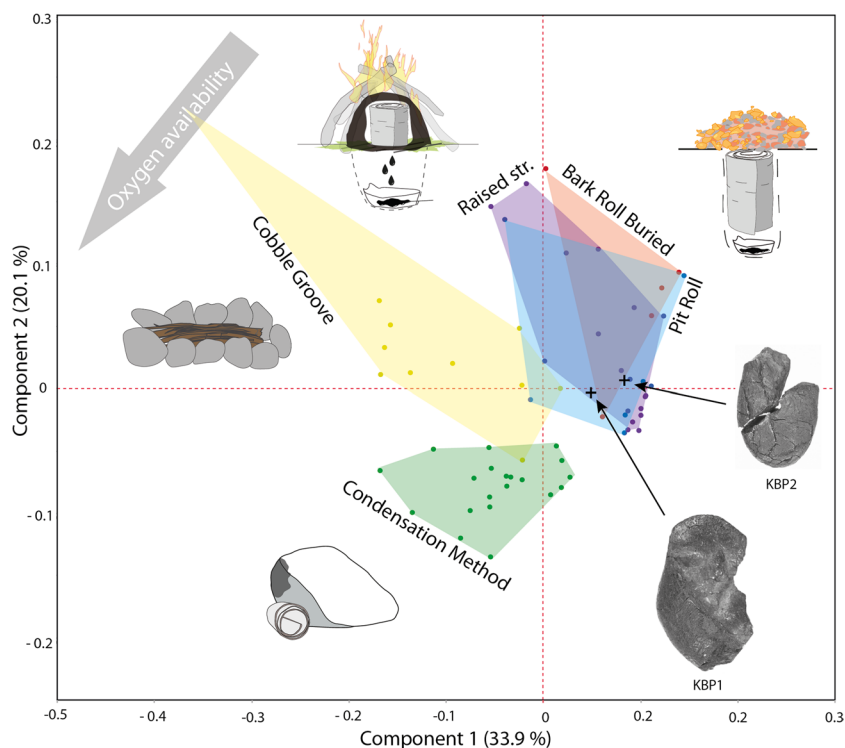 0.3
0.2
0.1
0
- 0.1
- 0.2
Component 2 (20.1 %)
Oxygen availability
Cobble Groove
Raised str.
Bark Roll Buried
Pit Roll
Condensation Method
KBP2
KBP1
-0.5
- 0.4
-0.3
-0.2
-0.1
0
0.2
0.2
0.3
Component 1 (33.9 %)